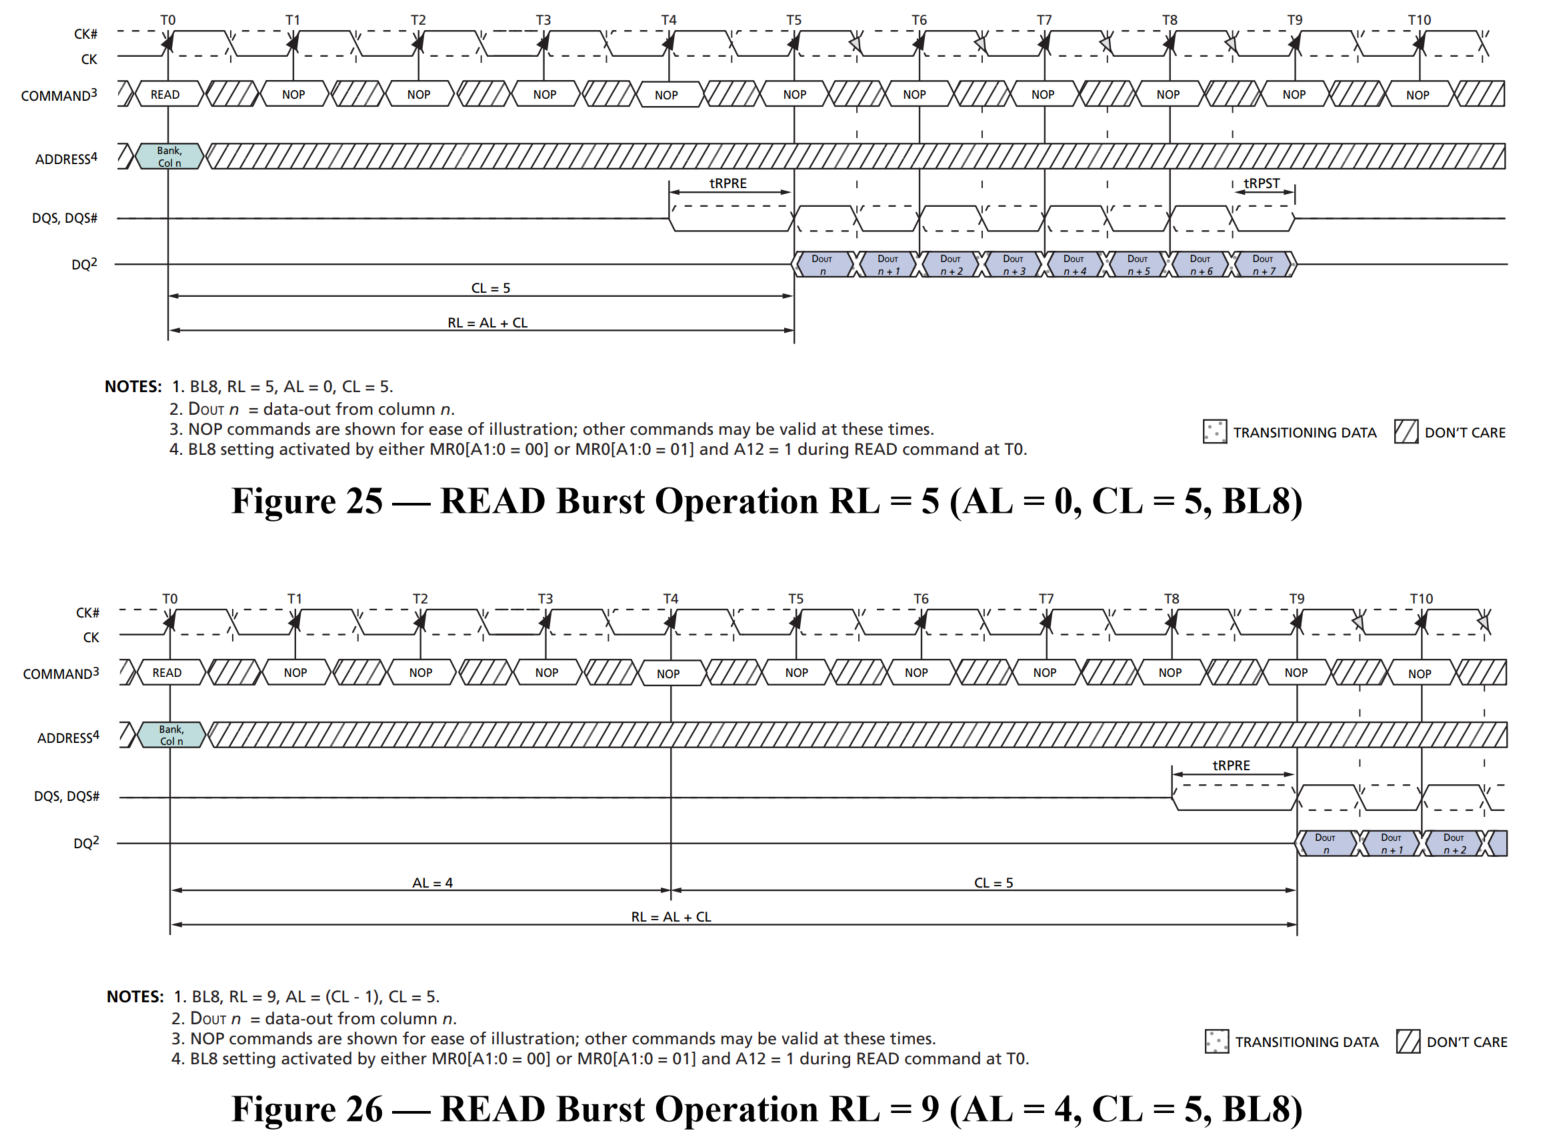 T0 T1 T2 T3 T4 T5 T6 T7 T8 T9 T10
CK#
CK
COMMAND3 READ NOP NOP NOP NOP NOP NOP NOP NOP NOP NOP
ADDRESS4 Bank,
Col n
tRPRE tRPST
DQS, DQS#
DQ2 DOUT n DOUT n + 1 DOUT n + 2 DOUT n + 3 DOUT n + 4 DOUT n + 5 DOUT n + 6 DOUT n + 7
CL = 5
RL = AL + CL
NOTES: 1. BL8, RL = 5, AL = 0, CL = 5.
2. DOUT n = data-out from column n.
3. NOP commands are shown for ease of illustration; other commands may be valid at these times.
4. BL8 setting activated by either MR0[A1:0 = 00] or MR0[A1:0 = 01] and A12 = 1 during READ command at T0.
TRANSITIONING DATA DON'T CARE
Figure 25 — READ Burst Operation RL = 5 (AL = 0, CL = 5, BL8)
T0 T1 T2 T3 T4 T5 T6 T7 T8 T9 T10
CK#
CK
COMMAND3 READ NOP NOP NOP NOP NOP NOP NOP NOP NOP NOP
ADDRESS4 Bank,
Col n
tRPRE
DQS, DQS#
DQ2 DOUT n DOUT n + 1 DOUT n + 2
AL = 4 CL = 5
RL = AL + CL
NOTES: 1. BL8, RL = 9, AL = (CL - 1), CL = 5.
2. DOUT n = data-out from column n.
3. NOP commands are shown for ease of illustration; other commands may be valid at these times.
4. BL8 setting activated by either MR0[A1:0 = 00] or MR0[A1:0 = 01] and A12 = 1 during READ command at T0.
TRANSITIONING DATA DON'T CARE
Figure 26 — READ Burst Operation RL = 9 (AL = 4, CL = 5, BL8)